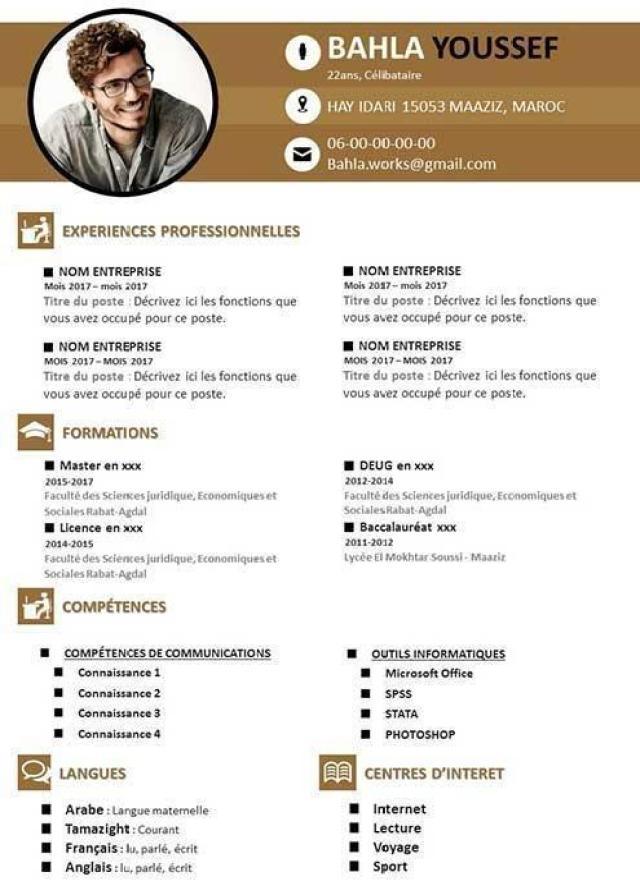 BAHLA YOUSSEF
22ans, Célibataire
HAY IDARI 15053 MAAZIZ, MAROC
06-00-00-00-00
Bahla.works@gmail.com
EXPERIENCES PROFESSIONNELLES
NOM ENTREPRISE
Mois 2017 – mois 2017
Titre du poste : Décrivez ici les fonctions que
vous avez occupé pour ce poste.
NOM ENTREPRISE
MOIS 2017 – MOIS 2017
Titre du poste : Décrivez ici les fonctions que
vous avez occupé pour ce poste.
NOM ENTREPRISE
Mois 2017 – mois 2017
Titre du poste : Décrivez ici les fonctions que
vous avez occupé pour ce poste.
NOM ENTREPRISE
MOIS 2017 – MOIS 2017
Titre du poste : Décrivez ici les fonctions que
vous avez occupé pour ce poste.
FORMATIONS
Master en xxx
2015-2017
Faculté des Sciences juridique, Economiques et
Sociales Rabat-Agdal
Licence en xxx
2014-2015
Faculté des Sciences juridique, Economiques et
Sociales Rabat-Agdal
DEUG en xxx
2012-2014
Faculté des Sciences juridique, Economiques et
Sociales Rabat-Agdal
Baccalauréat xxx
2011-2012
Lycée El Mokhtar Soussi - Maaziz
COMPÉTENCES
COMPÉTENCES DE COMMUNICATIONS
Connaissance 1
Connaissance 2
Connaissance 3
Connaissance 4
OUTILS INFORMATIQUES
Microsoft Office
SPSS
STATA
PHOTOSHOP
LANGUES
Arabe : Langue maternelle
Tamazight : Courant
Français : lu, parlé, écrit
Anglais : lu, parlé, écrit
CENTRES D'INTERET
Internet
Lecture
Voyage
Sport